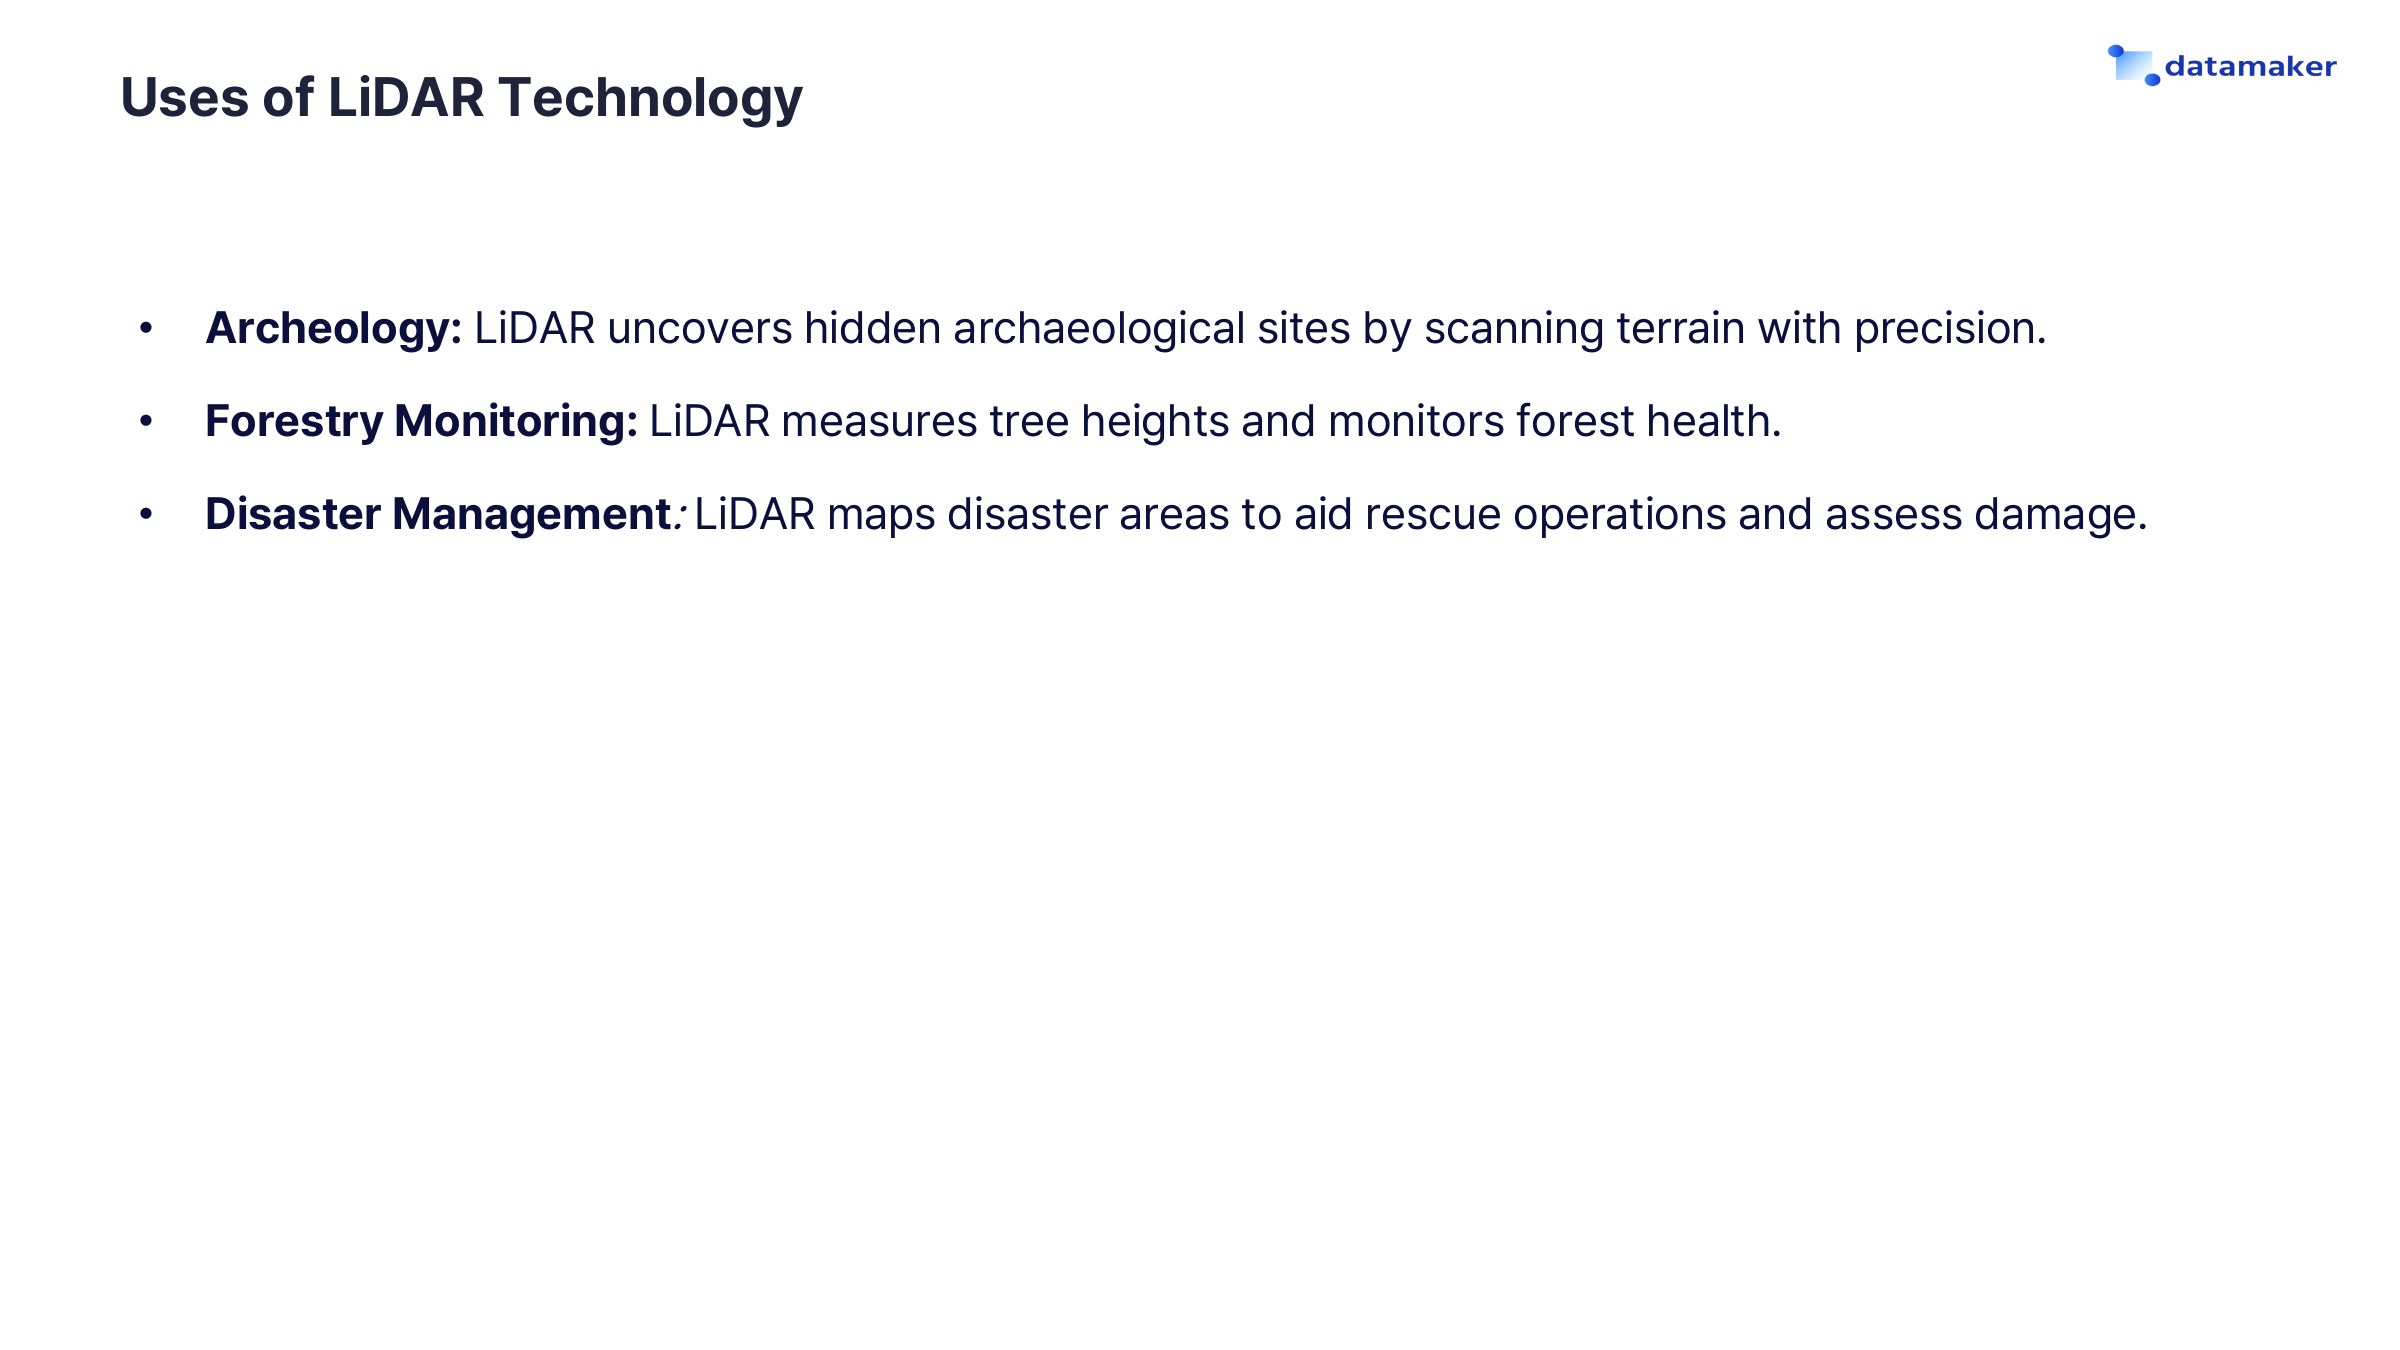 Uses of LiDAR Technology
datamaker
• Archeology: LiDAR uncovers hidden archaeological sites by scanning terrain with precision.
• Forestry Monitoring: LiDAR measures tree heights and monitors forest health.
• Disaster Management: LiDAR maps disaster areas to aid rescue operations and assess damage.